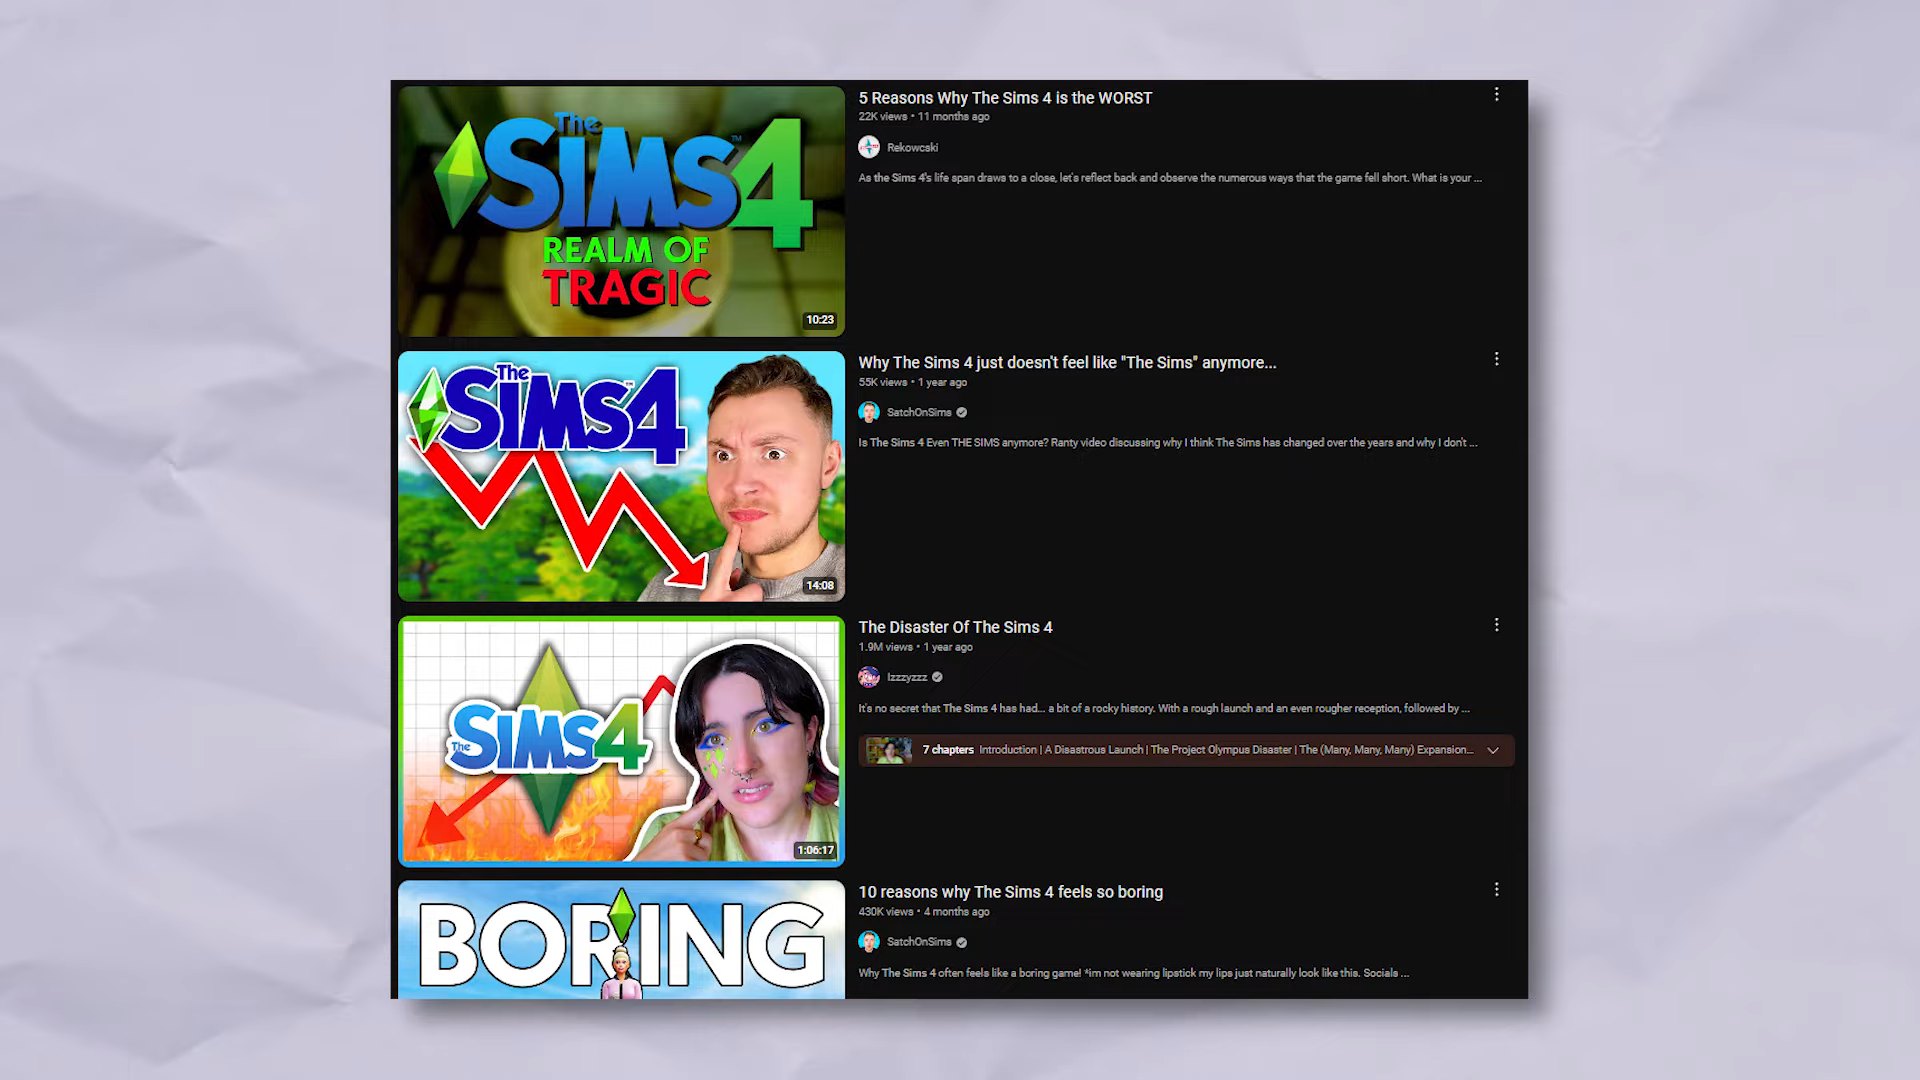 The SIMS 4
REALM OF
TRAGIC
10:23
5 Reasons Why The Sims 4 is the WORST
22K views • 11 months ago
Rekowcski
As the Sims 4's life span draws to a close, let's reflect back and observe the numerous ways that the game fell short. What is your ...
The SIMS 4
14:08
Why The Sims 4 just doesn't feel like "The Sims" anymore...
55K views • 1 year ago
SatchOnSims
Is The Sims 4 Even THE SIMS anymore? Ranty video discussing why I think The Sims has changed over the years and why I don't ...
The SIMS 4
1:06:17
The Disaster Of The Sims 4
1.9M views • 1 year ago
Izzzyzzz
It's no secret that The Sims 4 has had... a bit of a rocky history. With a rough launch and an even rougher reception, followed by ...
7 chapters Introduction | A Disastrous Launch | The Project Olympus Disaster | The (Many, Many, Many) Expansion...
BORING
10 reasons why The Sims 4 feels so boring
430K views • 4 months ago
SatchOnSims
Why The Sims 4 often feels like a boring game! *im not wearing lipstick my lips just naturally look like this. Socials ...